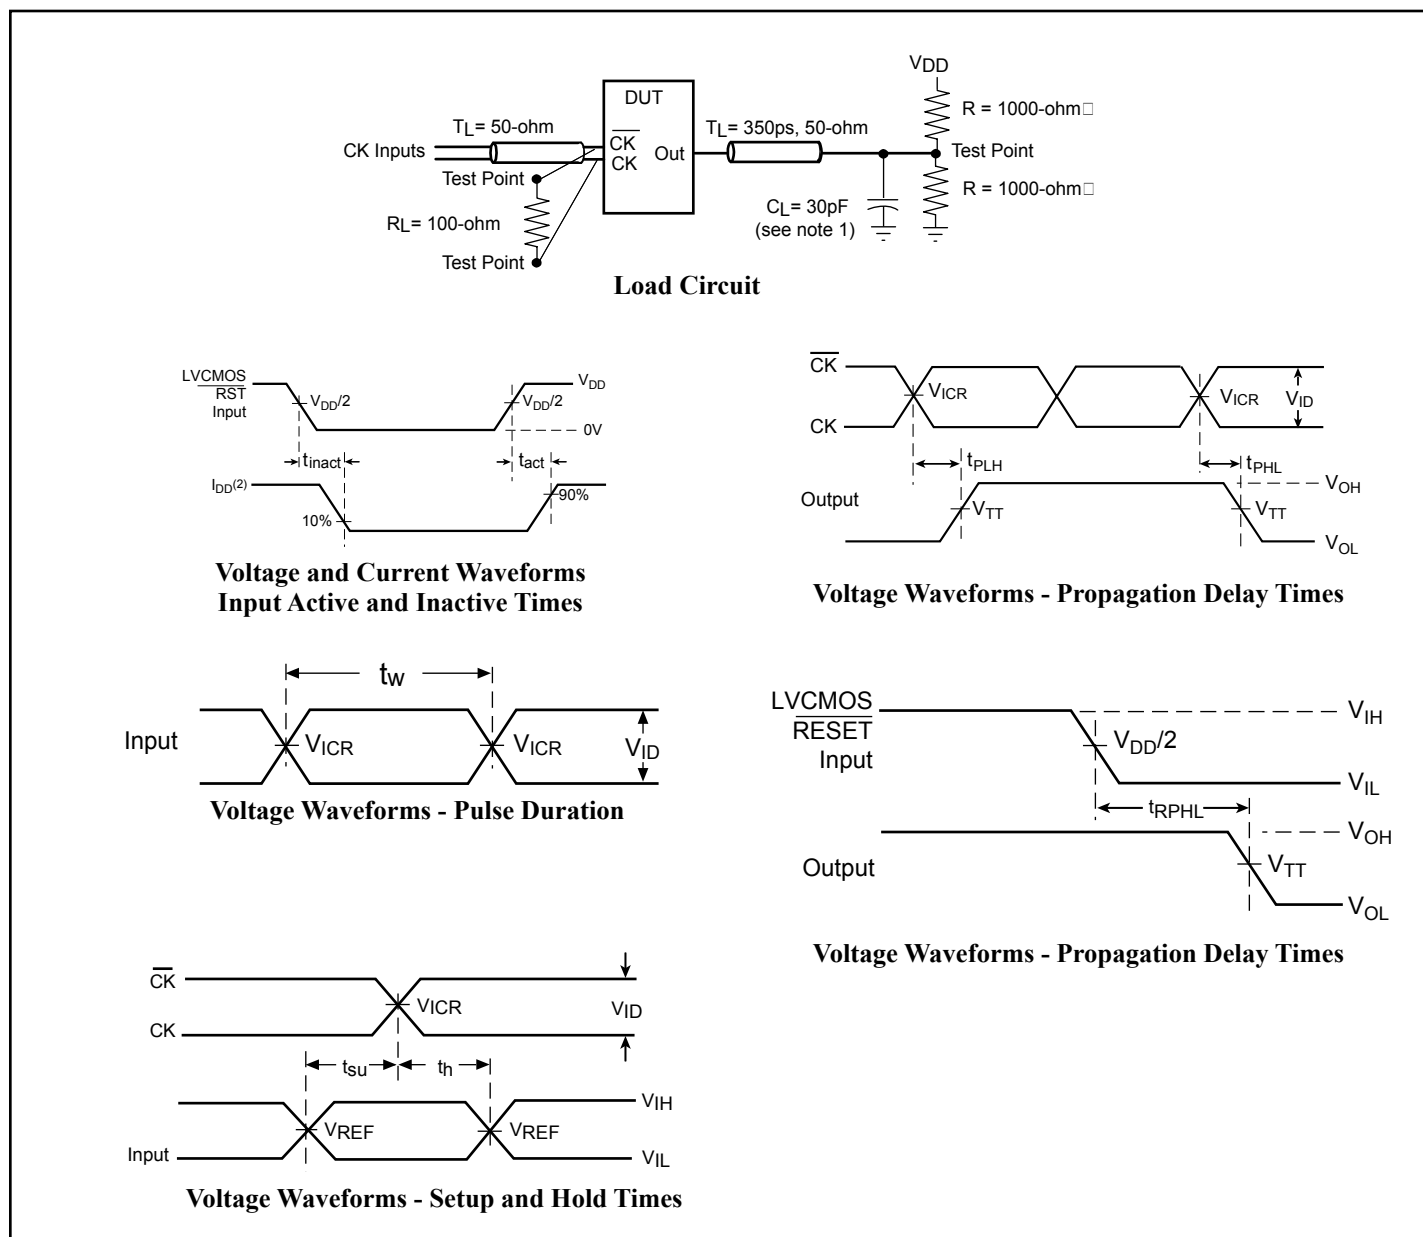 VDD
DUT
R = 1000-ohm□
TL= 50-ohm
TL= 350ps, 50-ohm
CK Inputs
CK
CK
Out
Test Point
Test Point
R = 1000-ohm□
RL= 100-ohm
CL= 30pF
(see note 1)
Test Point
Load Circuit
LVCMOS
RST
Input
VDD/2
VDD
VDD/2
0V
tinact
tact
IDD(2)
10%
90%
Voltage and Current Waveforms
Input Active and Inactive Times
CK
VICR
VICR
VID
CK
tPLH
tPHL
Output
VTT
VTT
VOH
VOL
Voltage Waveforms - Propagation Delay Times
tw
Input
VICR
VICR
VID
Voltage Waveforms - Pulse Duration
LVCMOS
RESET
Input
VIH
VDD/2
VIL
tRPHL
VOH
Output
VTT
VOL
Voltage Waveforms - Propagation Delay Times
CK
VICR
VID
CK
tsu
th
VIH
VREF
VREF
Input
VIL
Voltage Waveforms - Setup and Hold Times